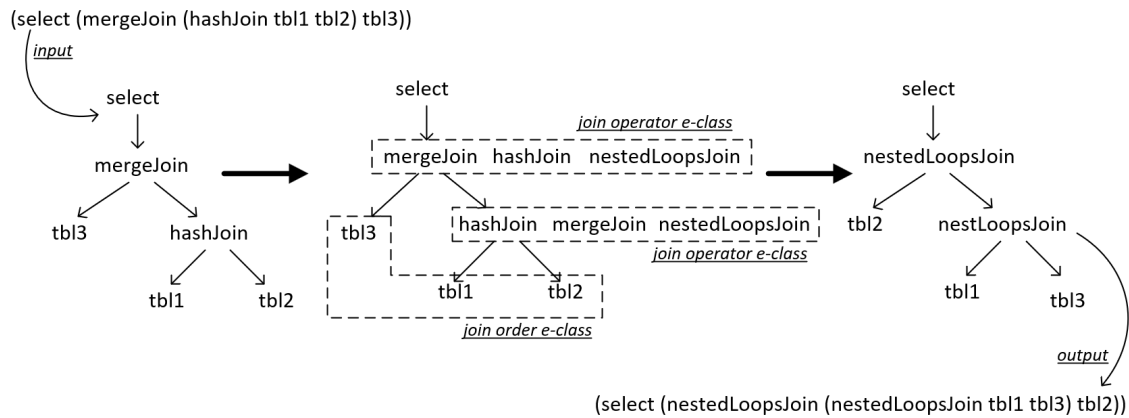 (select (mergeJoin (hashJoin tbl1 tbl2) tbl3))
input
select
mergeJoin
tbl3
hashJoin
tbl1 tbl2
select
join operator e-class
mergeJoin hashJoin nestedLoopsJoin
tbl3
hashJoin mergeJoin nestedLoopsJoin
join operator e-class
tbl1 tbl2
join order e-class
select
nestedLoopsJoin
tbl2
nestLoopsJoin
tbl1 tbl3
output
(select (nestedLoopsJoin (nestedLoopsJoin tbl1 tbl3) tbl2))